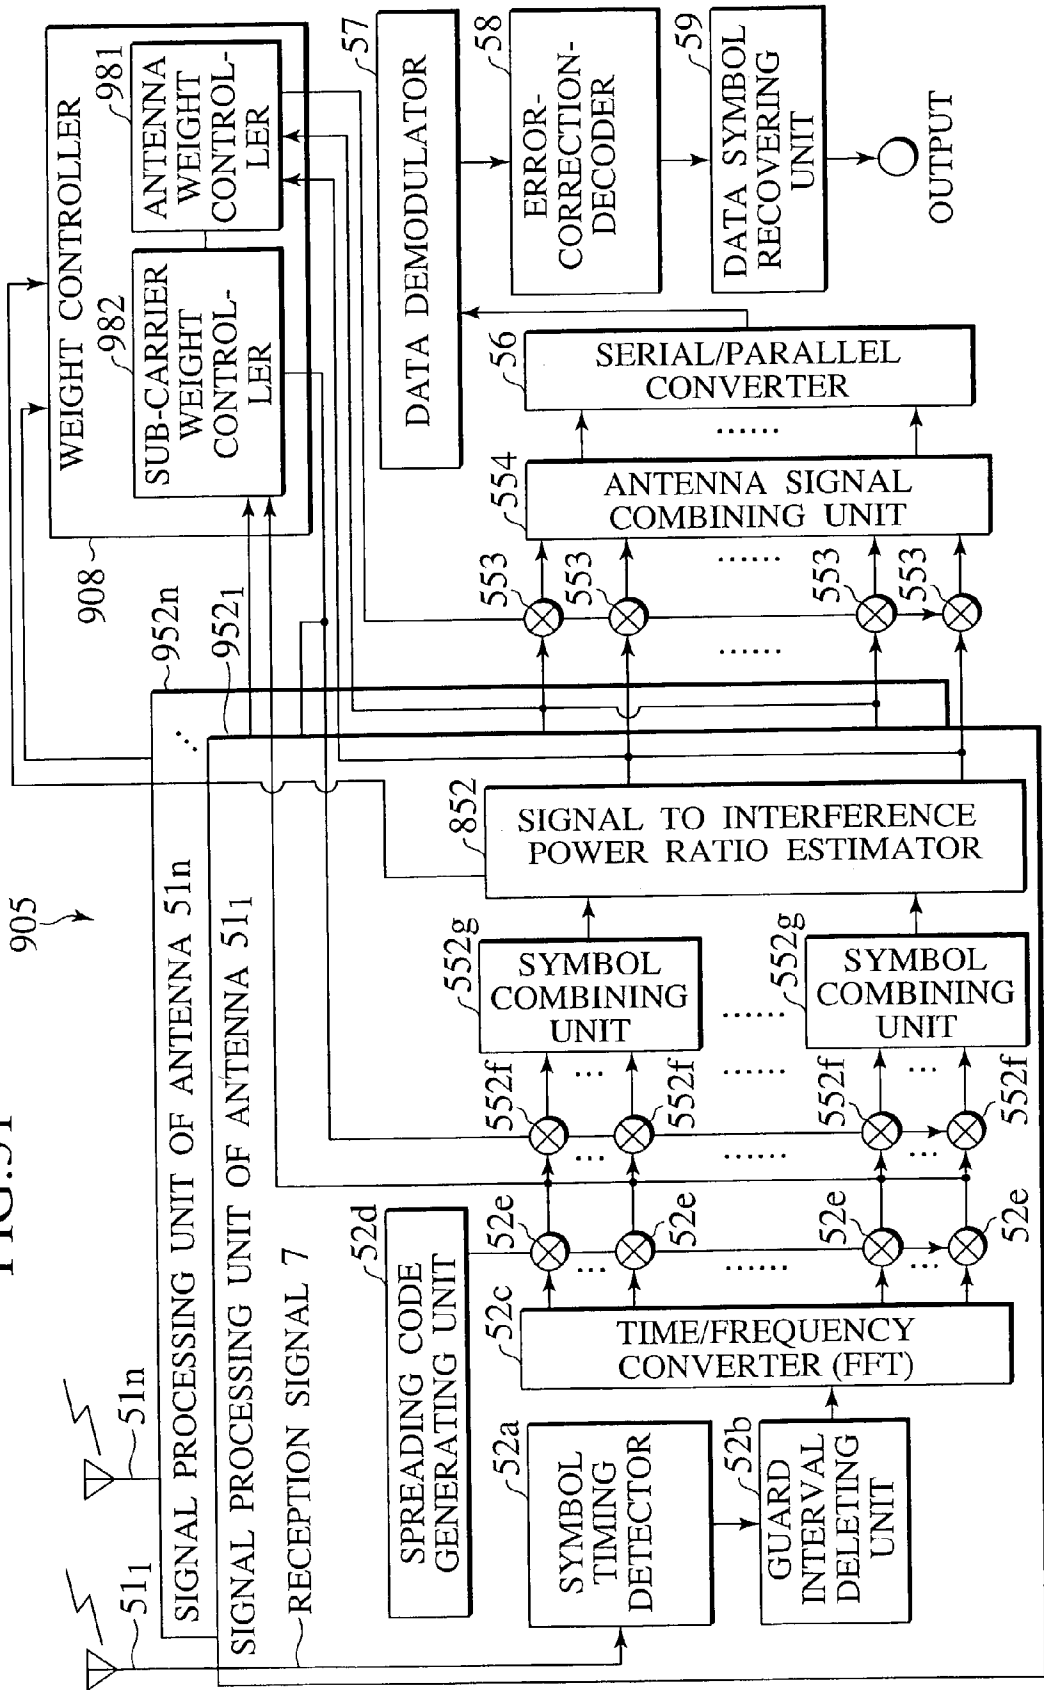 FIG.31
905
51₁
51n
SIGNAL PROCESSING UNIT OF ANTENNA 51n
SIGNAL PROCESSING UNIT OF ANTENNA 51₁
RECEPTION SIGNAL 7
952n
952₁
908
WEIGHT CONTROLLER
982
SUB-CARRIER
WEIGHT
CONTROL-
LER
981
ANTENNA
WEIGHT
CONTROL-
LER
52d
SPREADING CODE
GENERATING UNIT
52a
SYMBOL
TIMING
DETECTOR
52b
GUARD
INTERVAL
DELETING
UNIT
52c
TIME/FREQUENCY
CONVERTER (FFT)
52e
52e
52e
52e
552f
552f
552f
552f
552g
SYMBOL
COMBINING
UNIT
552g
SYMBOL
COMBINING
UNIT
852
SIGNAL TO INTERFERENCE
POWER RATIO ESTIMATOR
553
553
553
553
554
ANTENNA SIGNAL
COMBINING UNIT
56
SERIAL/PARALLEL
CONVERTER
57
DATA DEMODULATOR
58
ERROR-
CORRECTION-
DECODER
59
DATA SYMBOL
RECOVERING
UNIT
OUTPUT